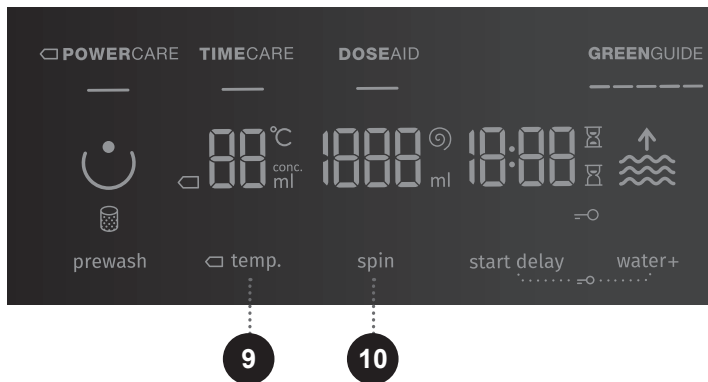 POWERCARE TIMECARE DOSEAID GREENGUIDE
88 °C 1888 18:88
conc.
ml ml
prewash temp. spin start delay water+
9 10